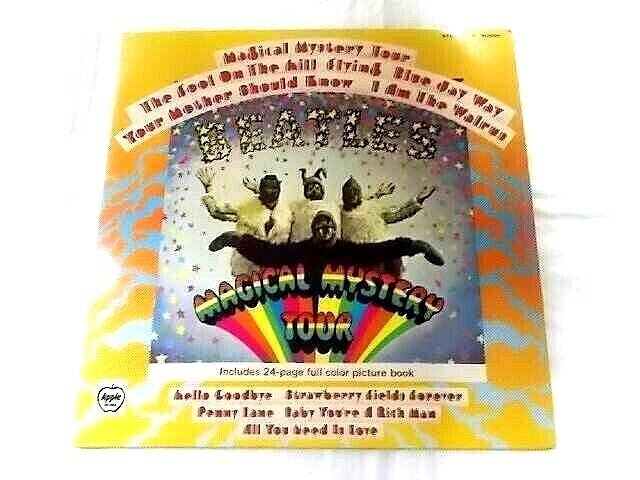 Magical Mystery Tour
The Fool On The Hill Flying Blue Jay Way
Your Mother Should Know I Am The Walrus
BEATLES
MAGICAL MYSTERY
TOUR
Includes 24-page full color picture book
Hello Goodbye Strawberry Fields Forever
Penny Lane Baby You're A Rich Man
All You Need Is Love
Apple